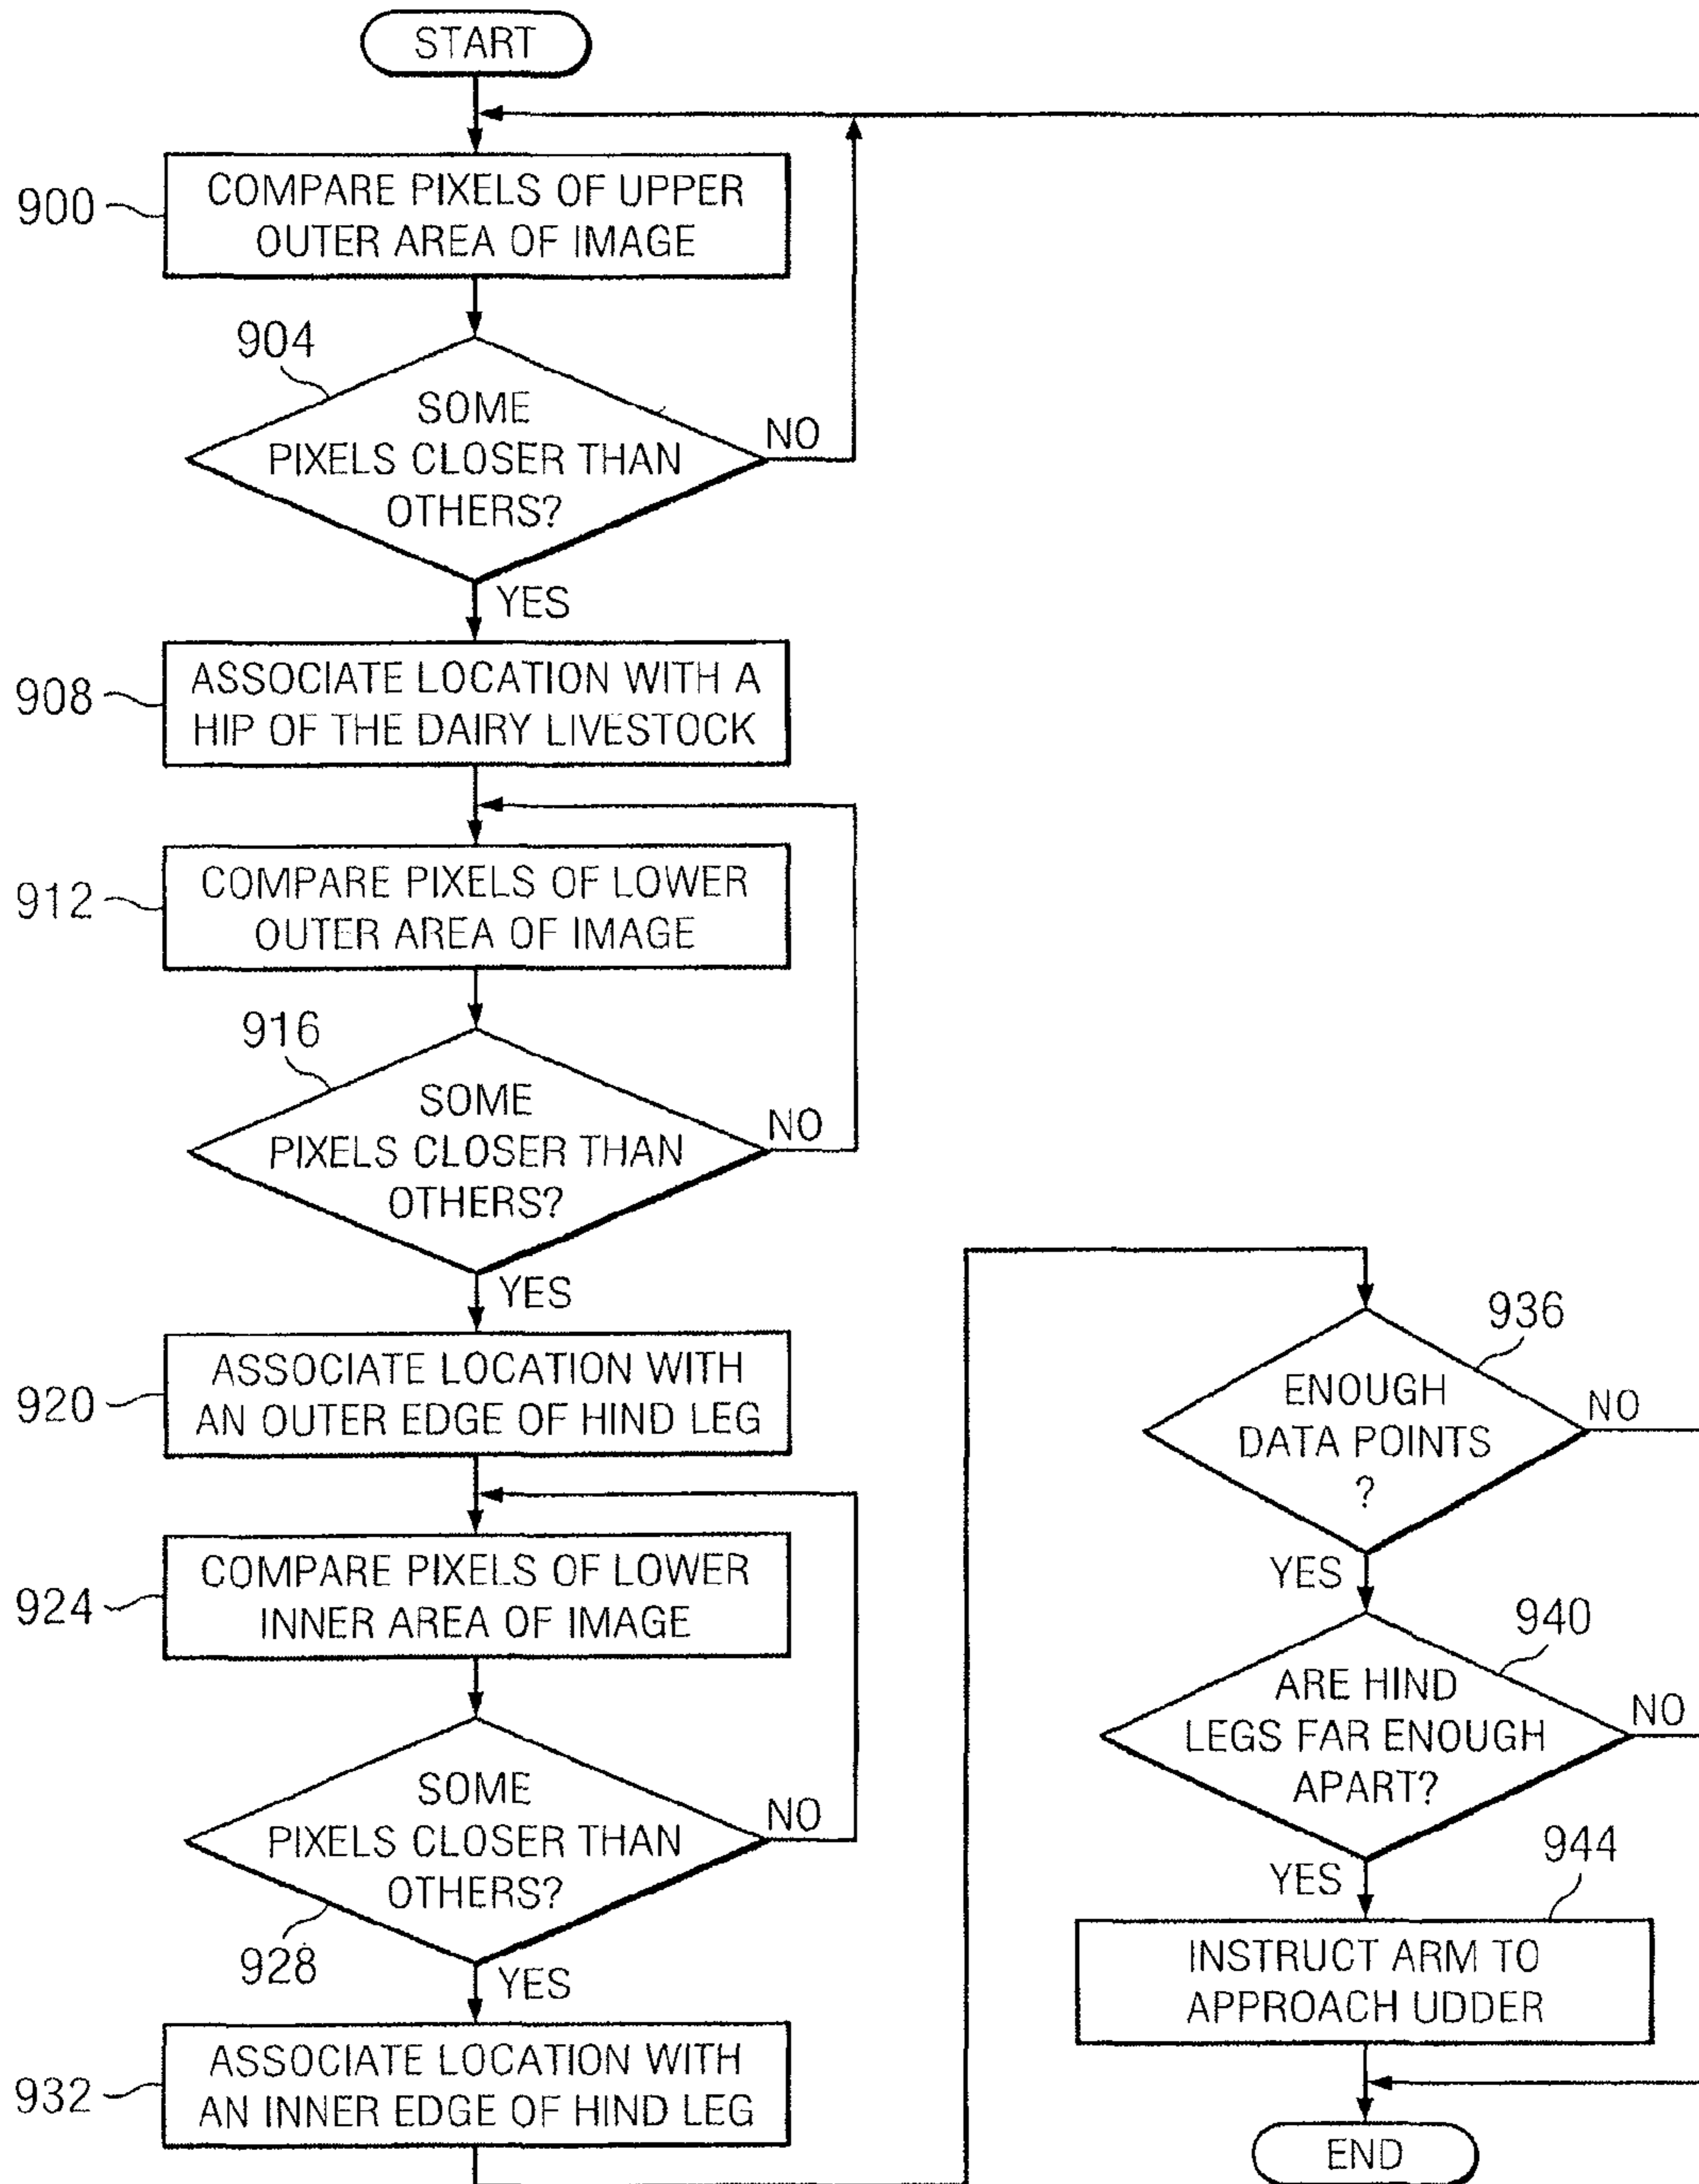 START
900
COMPARE PIXELS OF UPPER
OUTER AREA OF IMAGE
904
SOME
PIXELS CLOSER THAN
OTHERS?
NO
YES
908
ASSOCIATE LOCATION WITH A
HIP OF THE DAIRY LIVESTOCK
912
COMPARE PIXELS OF LOWER
OUTER AREA OF IMAGE
916
SOME
PIXELS CLOSER THAN
OTHERS?
NO
YES
920
ASSOCIATE LOCATION WITH
AN OUTER EDGE OF HIND LEG
924
COMPARE PIXELS OF LOWER
INNER AREA OF IMAGE
SOME
PIXELS CLOSER THAN
OTHERS?
NO
928
YES
932
ASSOCIATE LOCATION WITH
AN INNER EDGE OF HIND LEG
936
ENOUGH
DATA POINTS
?
NO
YES
940
ARE HIND
LEGS FAR ENOUGH
APART?
NO
YES
944
INSTRUCT ARM TO
APPROACH UDDER
END